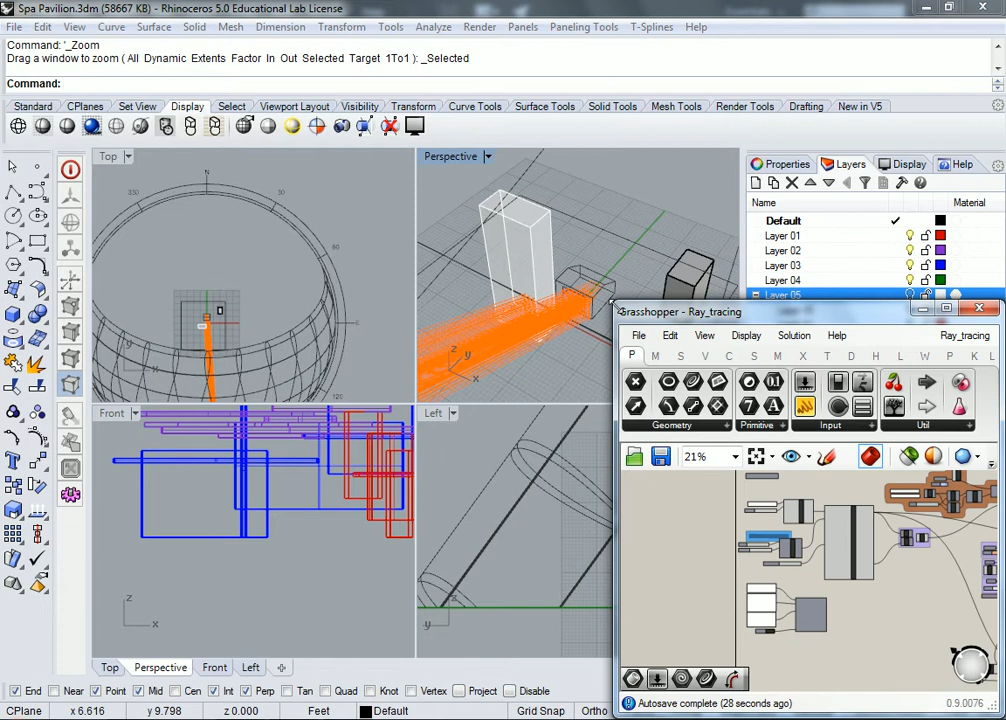 Spa Pavilion.3dm (58667 KB) - Rhinoceros 5.0 Educational Lab License
File Edit View Curve Surface Solid Mesh Dimension Transform Tools Analyze Render Panels Paneling Tools T-Splines Help
Command: '_Zoom
Drag a window to zoom ( All Dynamic Extents Factor In Out Selected Target 1To1 ): _Selected
Command:
Standard CPlanes Set View Display Select Viewport Layout Visibility Transform Curve Tools Surface Tools Solid Tools Mesh Tools Render Tools Drafting New in V5
Top Perspective
Properties Layers Display Help
Name Material
Default
Layer 01
Layer 02
Layer 03
Layer 04
Layer 05
N
330 30
60
E
120
y x
z y x
Grasshopper - Ray_tracing
File Edit View Display Solution Help Ray_tracing
P M S V C S I X T D H L W P K
Geometry Primitive Input Util
21%
Front Left
z x
z y
Top Perspective Front Left
End Near Point Mid Cen Int Perp Tan Quad Knot Vertex Project Disable
Autosave complete (28 seconds ago) 0.9.0076
CPlane x 6.616 y 9.798 z 0.000 Feet Default Grid Snap Ortho